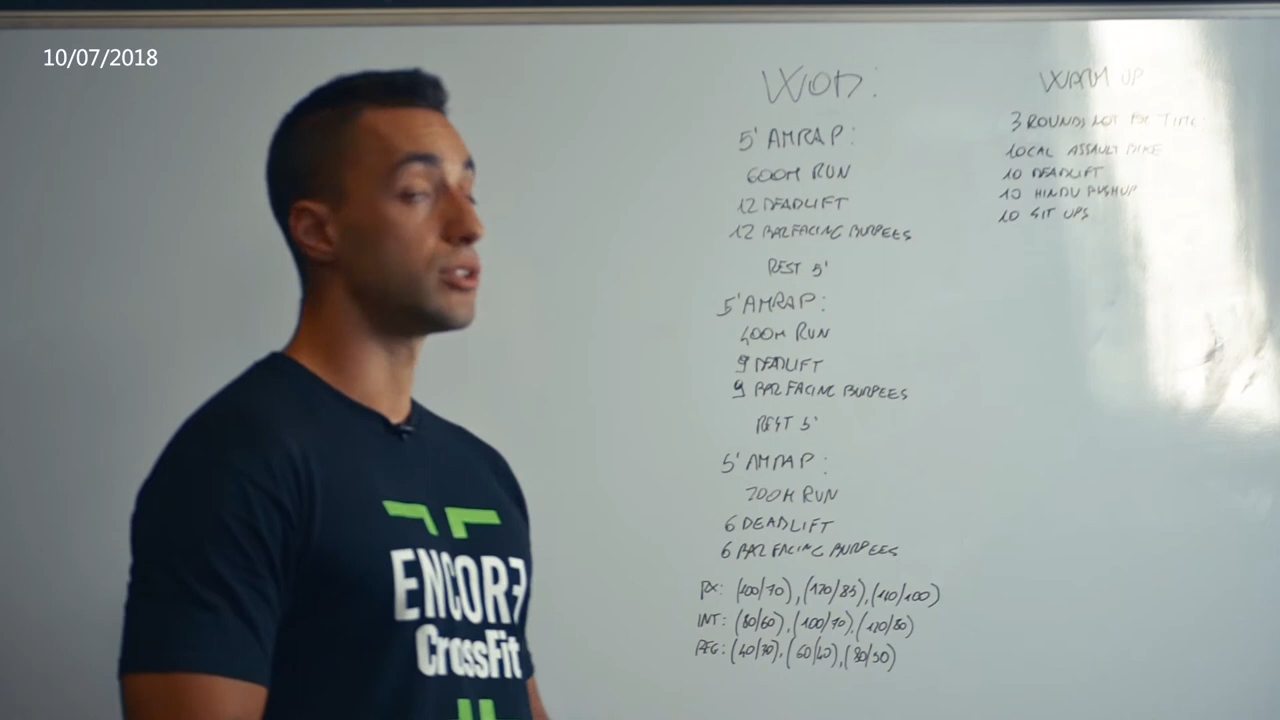 10/07/2018
WOD:
5' AMRAP:
600M RUN
12 DEADLIFT
12 BAR FACING BURPEES
REST 5'
5' AMRAP:
400M RUN
9 DEADLIFT
9 BAR FACING BURPEES
REST 5'
5' AMRAP:
200M RUN
6 DEADLIFT
6 BAR FACING BURPEES
RX: (100/70), (120/85), (140/100)
INT: (80/60), (100/70), (120/80)
BEG: (40/30), (60/40), (80/50)
WARM UP
3 ROUNDS NOT FOR TIME
10CAL ASSAULT BIKE
10 DEADLIFT
10 HINDU PUSHUP
10 SIT UPS
ENCORE
CrossFit